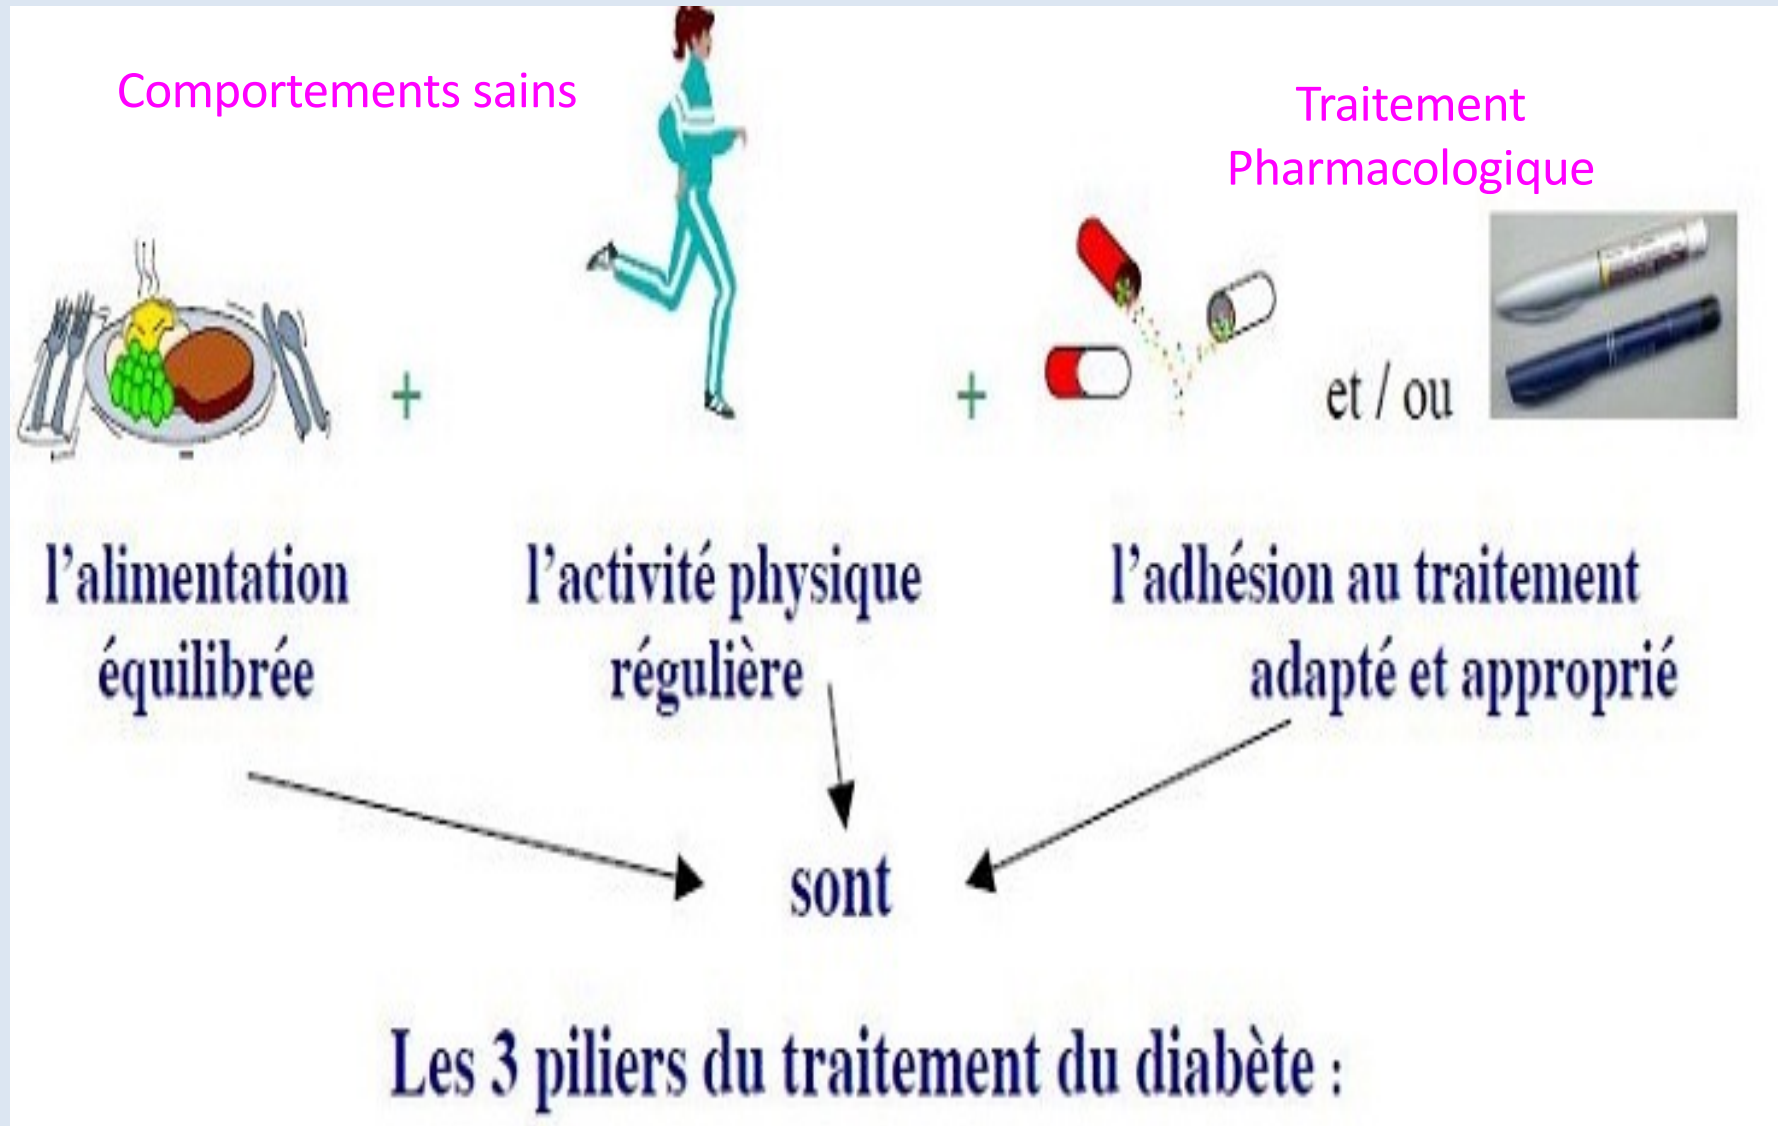 Comportements sains
Traitement
Pharmacologique
+
+
et / ou
l’alimentation
équilibrée
l’activité physique
régulière
l’adhésion au traitement
adapté et approprié
sont
Les 3 piliers du traitement du diabète :